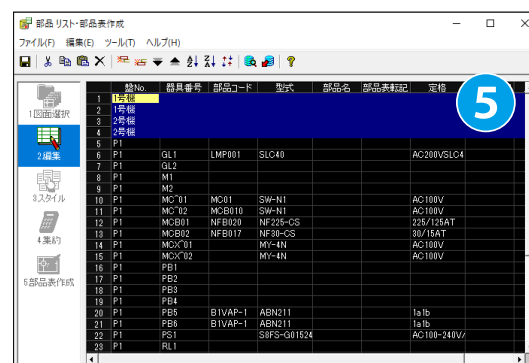 部品 リスト・部品表作成
ファイル(F) 編集(E) ツール(T) ヘルプ(H)
盤No. 器具番号 部品コード 型式 部品名 部品表転記 定格
1 1号機
2 1号機
3 2号機
4 2号機
5 P1
6 P1 GL1 LMP001 SLC40 AC200VSLC4
7 P1 GL2
8 P1 M1
9 P1 M2
10 P1 MC^01 MC01 SW-N1 AC100V
11 P1 MC^02 MCB010 SW-N1 AC100V
12 P1 MCB01 NFB020 NF225-CS 225/125AT
13 P1 MCB02 NFB017 NF30-CS 30/15AT
14 P1 MCX^01 MY-4N AC100V
15 P1 MCX^02 MY-4N AC100V
16 P1 PB1
17 P1 PB2
18 P1 PB3
19 P1 PB4
20 P1 PB5 B1VAP-1 ABN211 1a1b
21 P1 PB6 B1VAP-1 ABN211 1a1b
22 P1 PS1 S8FS-G01524 AC100-240V/
23 P1 RL1
1図面選択
2編集
3.スタイル
4.集約
5部品表作成
5